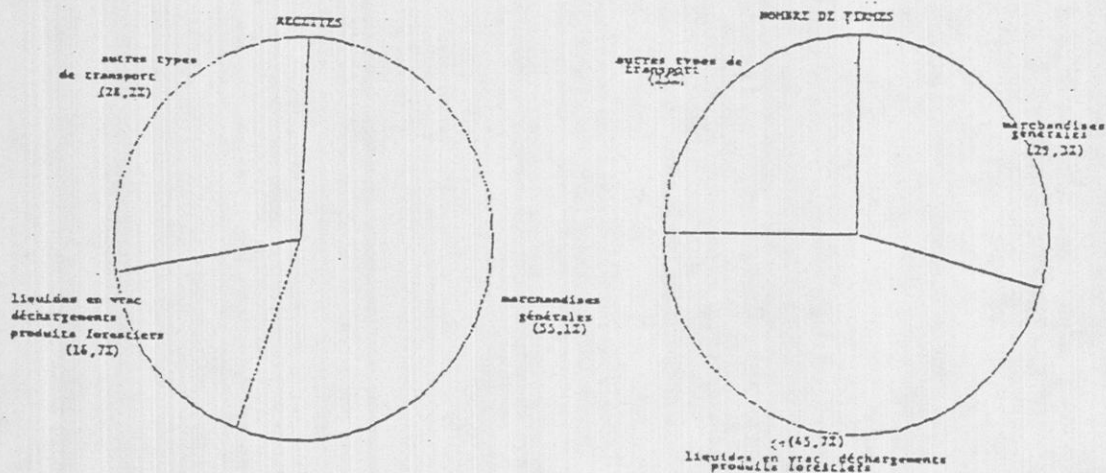 RECETTES
autres types
de transport
(28,2%)
liquides en vrac
déchargements
produits forestiers
(16,7%)
marchandises
générales
(55,1%)
NOMBRE DE FIRMES
autres types de
transport
marchandises
générales
(29,3%)
(45,7%)
liquides en vrac déchargements
produits forestiers